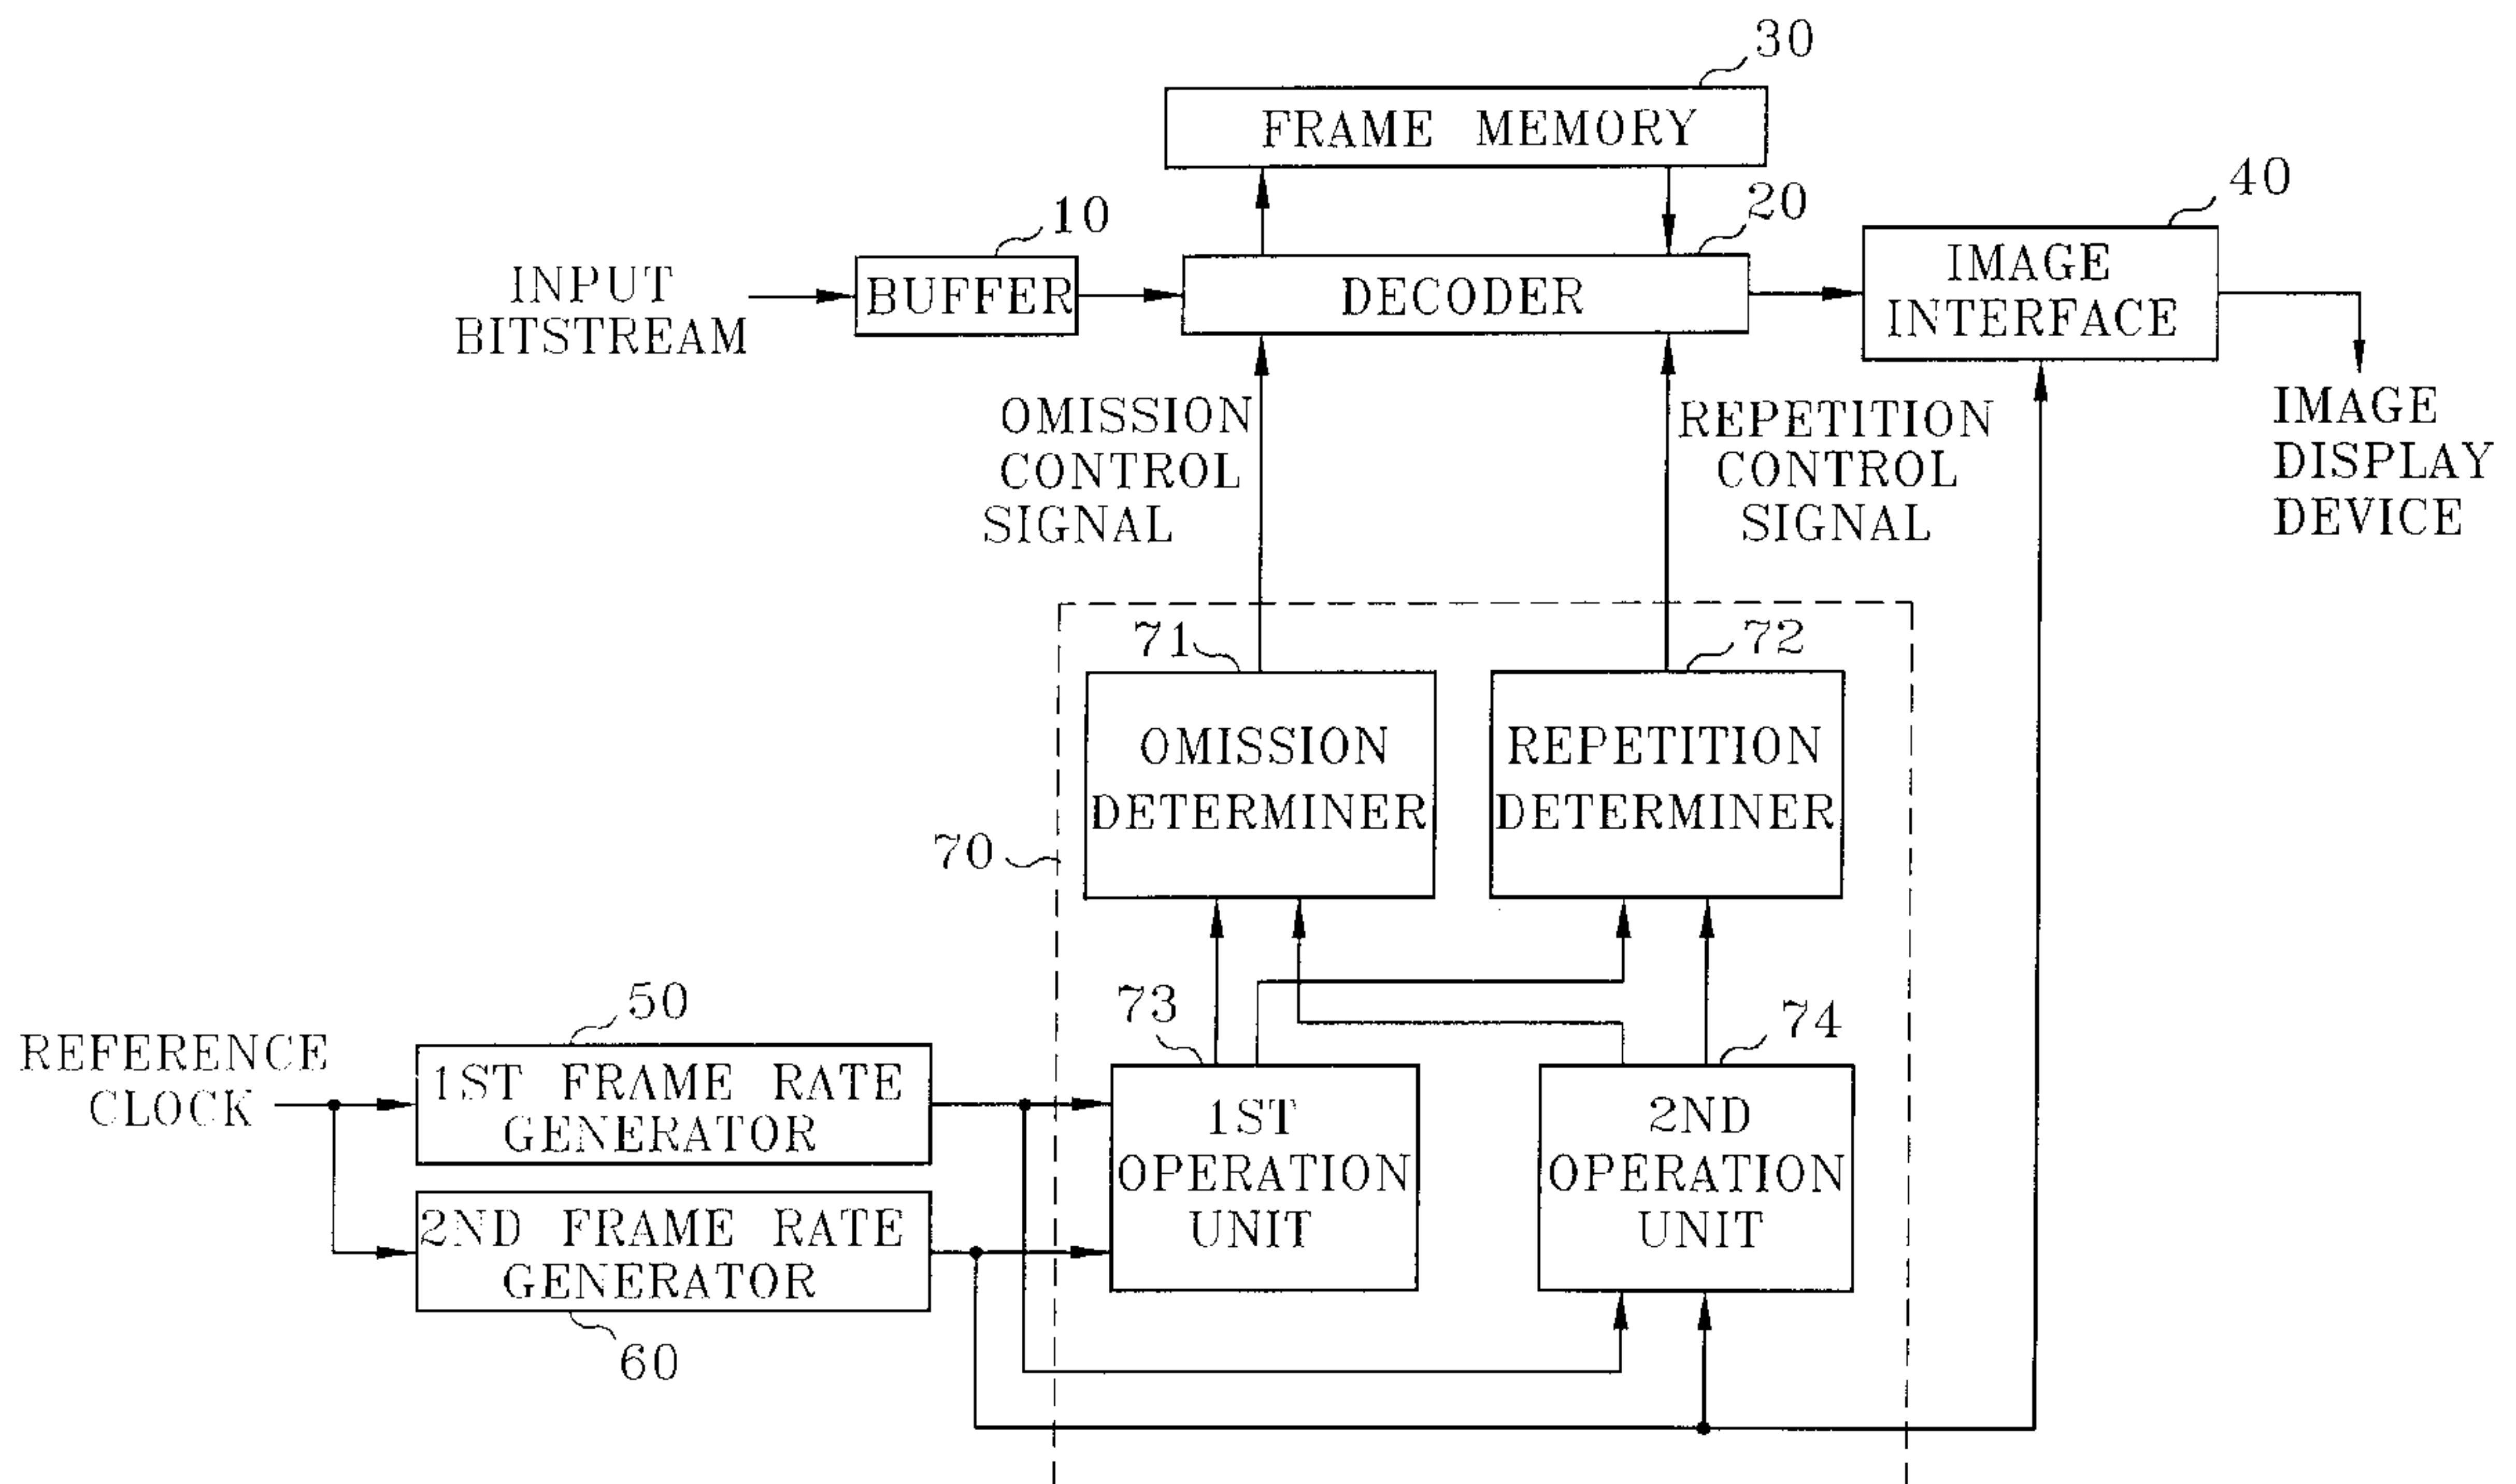 30
FRAME MEMORY
40
20
10
INPUT
BITSTREAM
BUFFER
DECODER
IMAGE
INTERFACE
OMISSION
CONTROL
SIGNAL
REPETITION
CONTROL
SIGNAL
IMAGE
DISPLAY
DEVICE
71
72
OMISSION
DETERMINER
REPETITION
DETERMINER
70
50
73
74
REFERENCE
CLOCK
1ST FRAME RATE
GENERATOR
1ST
OPERATION
UNIT
2ND
OPERATION
UNIT
2ND FRAME RATE
GENERATOR
60